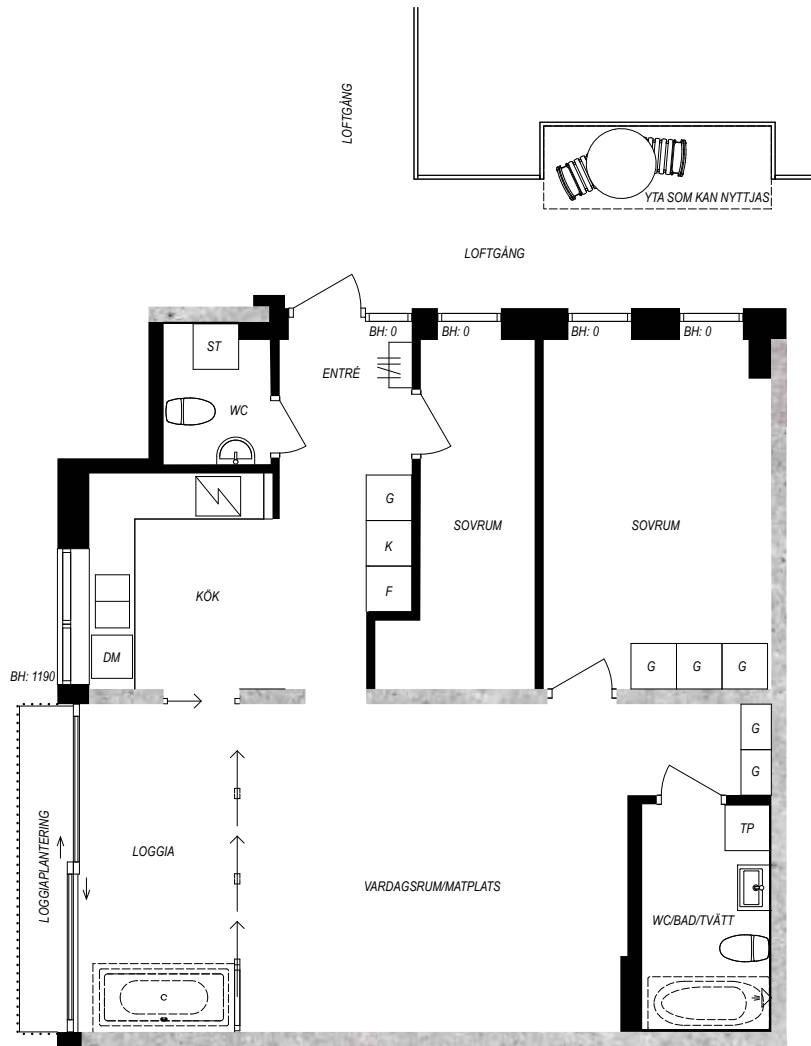 LOFTGÅNG
YTA SOM KAN NYTTJAS
LOFTGÅNG
BH: 0
BH: 0
BH: 0
BH: 0
ST
ENTRÉ
WC
G
K
F
SOVRUM
SOVRUM
KÖK
DM
BH: 1190
G
G
G
G
G
LOGGIAPLANTERING
LOGGIA
VARDAGSRUM/MATPLATS
TP
WC/BAD/TVÄTT